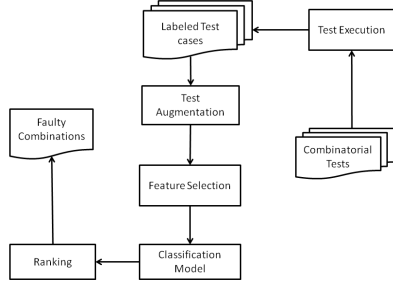 Labeled Test
cases
Test Execution
Test
Augmentation
Faulty
Combinations
Combinatorial
Tests
Feature Selection
Ranking
Classification
Model